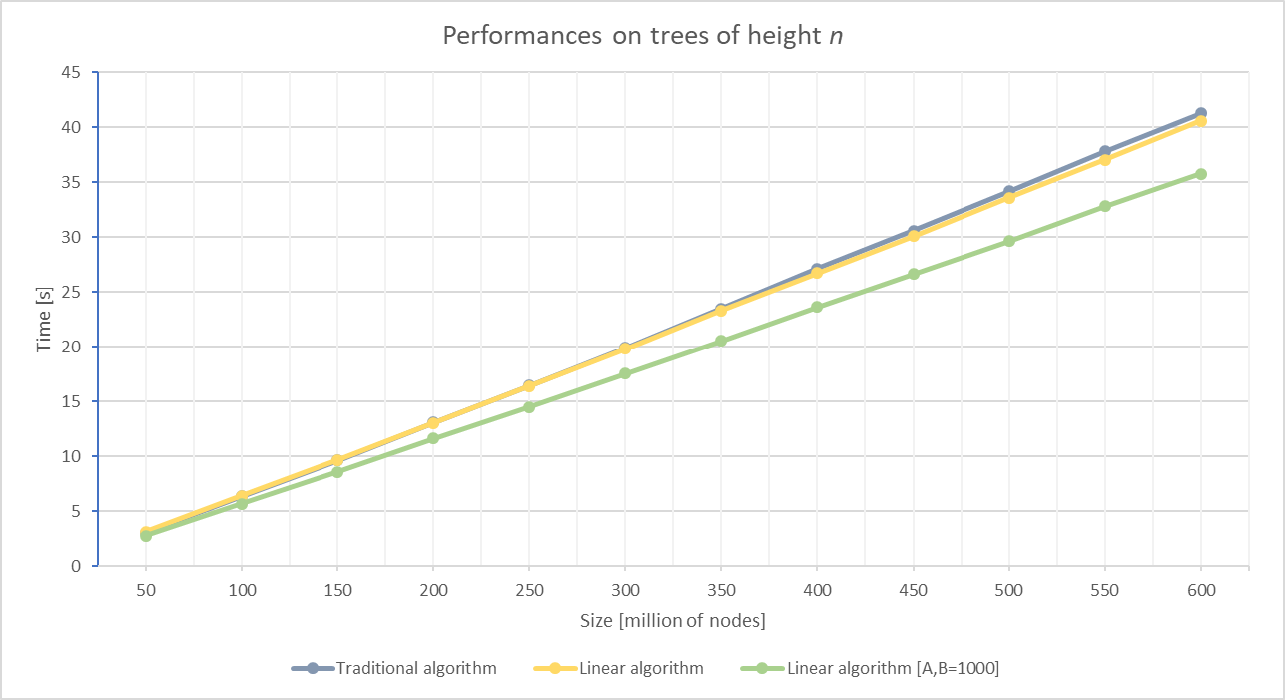 Performances on trees of height n
45
40
35
30
25
20
15
10
5
0
Time [s]
50 100 150 200 250 300 350 400 450 500 550 600
Size [million of nodes]
Traditional algorithm Linear algorithm Linear algorithm [A,B=1000]